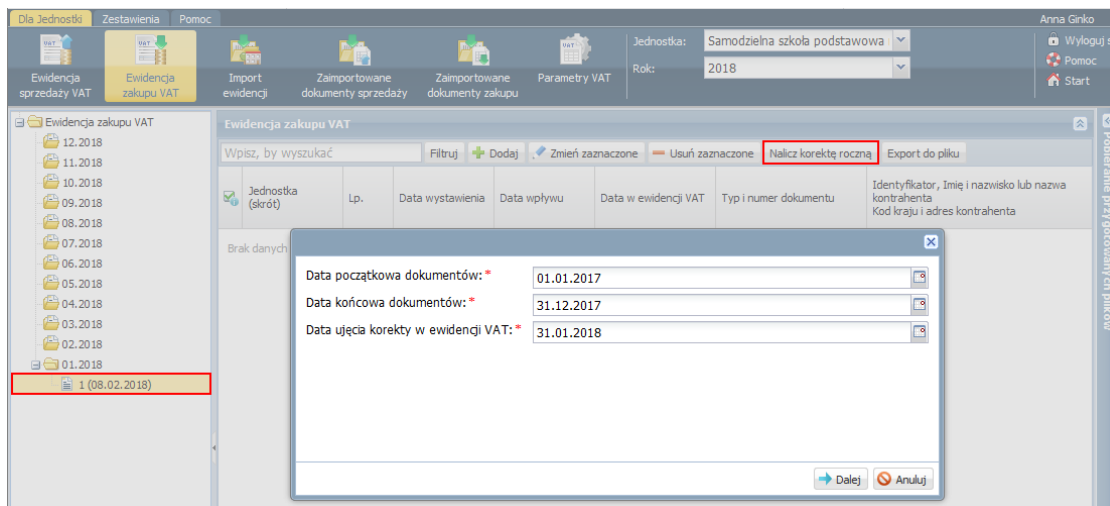 Dla Jednostki Zestawienia Pomoc Anna Ginko
Ewidencja sprzedaży VAT
Ewidencja zakupu VAT
Import ewidencji
Zaimportowane dokumenty sprzedaży
Zaimportowane dokumenty zakupu
Parametry VAT
Jednostka: Samodzielna szkoła podstawowa
Rok: 2018
Wyloguj
Pomoc
Start
Ewidencja zakupu VAT
12.2018
11.2018
10.2018
09.2018
08.2018
07.2018
06.2018
05.2018
04.2018
03.2018
02.2018
01.2018
1 (08.02.2018)
Ewidencja zakupu VAT
Wpisz, by wyszukać Filtruj Dodaj Zmień zaznaczone Usuń zaznaczone Nalicz korektę roczną Export do pliku
Jednostka (skrót)
Lp.
Data wystawienia
Data wpływu
Data w ewidencji VAT
Typ i numer dokumentu
Identyfikator, Imię i nazwisko lub nazwa
kontrahenta
Kod kraju i adres kontrahenta
Brak danych
Data początkowa dokumentów: * 01.01.2017
Data końcowa dokumentów: * 31.12.2017
Data ujęcia korekty w ewidencji VAT: * 31.01.2018
Dalej Anuluj
Pobieranie przygotowanych plików